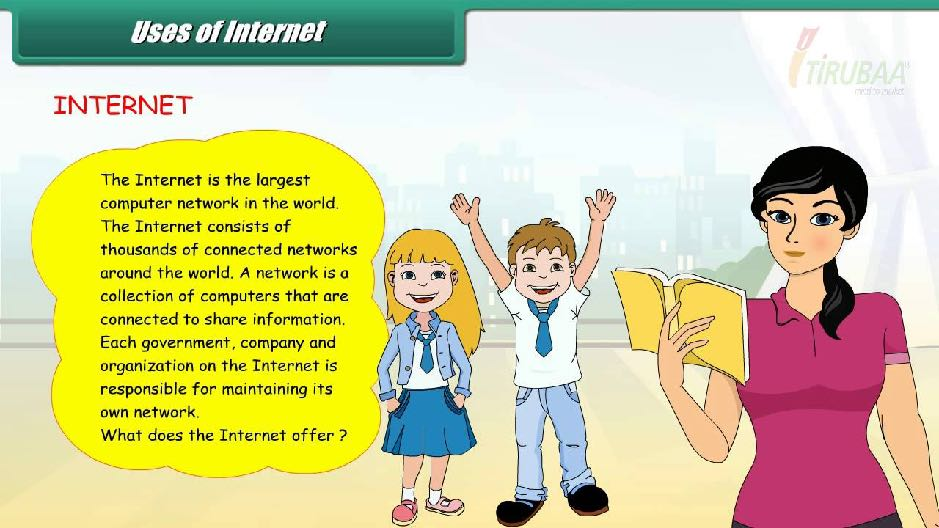 Uses of Internet
TIRUBAA
mind to market
INTERNET
The Internet is the largest
computer network in the world.
The Internet consists of
thousands of connected networks
around the world. A network is a
collection of computers that are
connected to share information.
Each government, company and
organization on the Internet is
responsible for maintaining its
own network.
What does the Internet offer ?